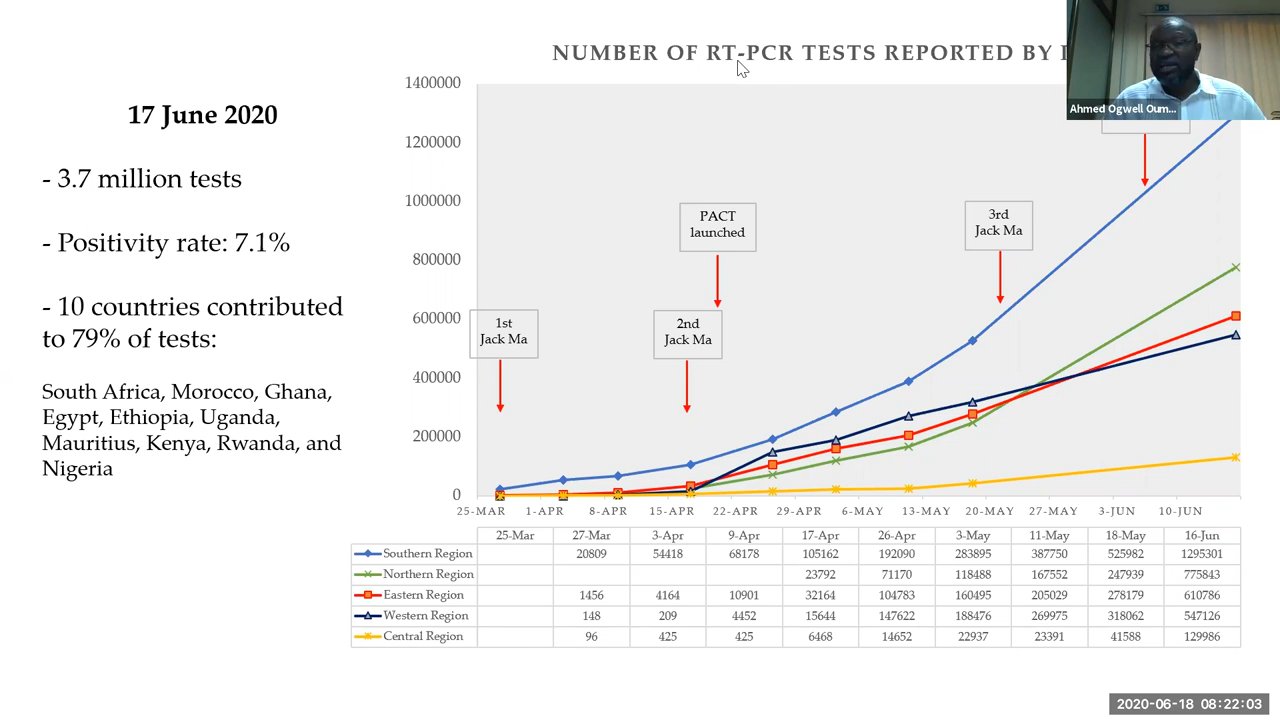 NUMBER OF RT-PCR TESTS REPORTED BY
Ahmed Ogwell Oum...
17 June 2020
- 3.7 million tests
- Positivity rate: 7.1%
- 10 countries contributed
to 79% of tests:
South Africa, Morocco, Ghana,
Egypt, Ethiopia, Uganda,
Mauritius, Kenya, Rwanda, and
Nigeria
1400000
1200000
1000000
800000
600000
400000
200000
0
1st
Jack Ma
2nd
Jack Ma
PACT
launched
3rd
Jack Ma
25-MAR 1-APR 8-APR 15-APR 22-APR 29-APR 6-MAY 13-MAY 20-MAY 27-MAY 3-JUN 10-JUN
25-Mar 27-Mar 3-Apr 9-Apr 17-Apr 26-Apr 3-May 11-May 18-May 16-Jun
Southern Region 20809 54418 68178 105162 192090 283895 387750 525982 1295301
Northern Region 23792 71170 118488 167552 247939 775843
Eastern Region 1456 4164 10901 32164 104783 160495 205029 278179 610786
Western Region 148 209 4452 15644 147622 188476 269975 318062 547126
Central Region 96 425 425 6468 14652 22937 23391 41588 129986
2020-06-18 08:22:03